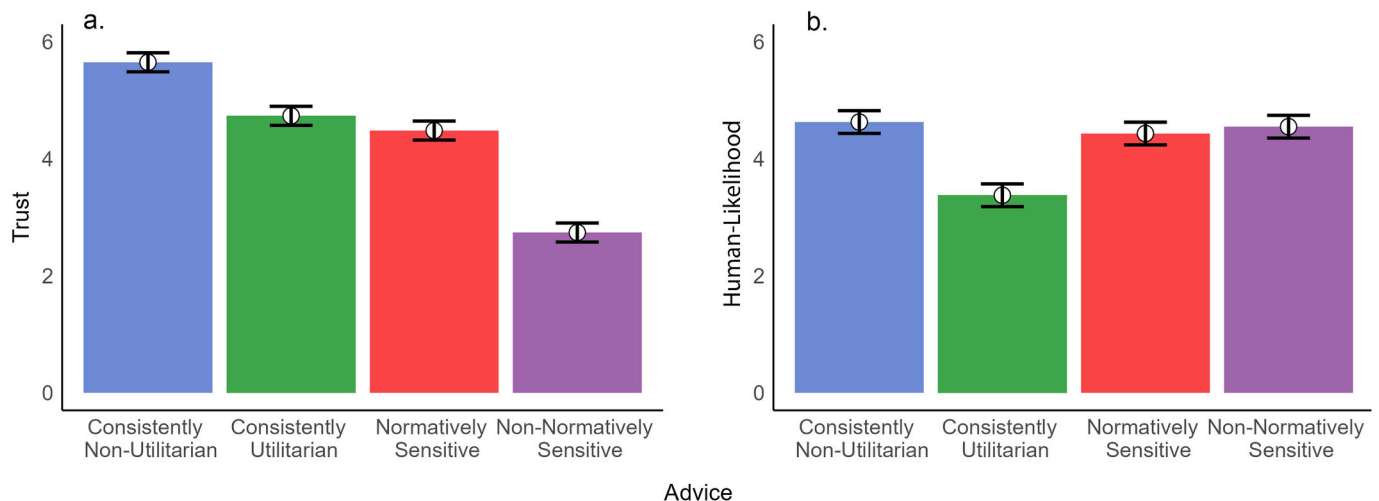 a.
6
4
2
0
Trust
Consistently
Non-Utilitarian
Consistently
Utilitarian
Normatively
Sensitive
Non-Normatively
Sensitive
b.
6
4
2
0
Human-Likelihood
Consistently
Non-Utilitarian
Consistently
Utilitarian
Normatively
Sensitive
Non-Normatively
Sensitive
Advice